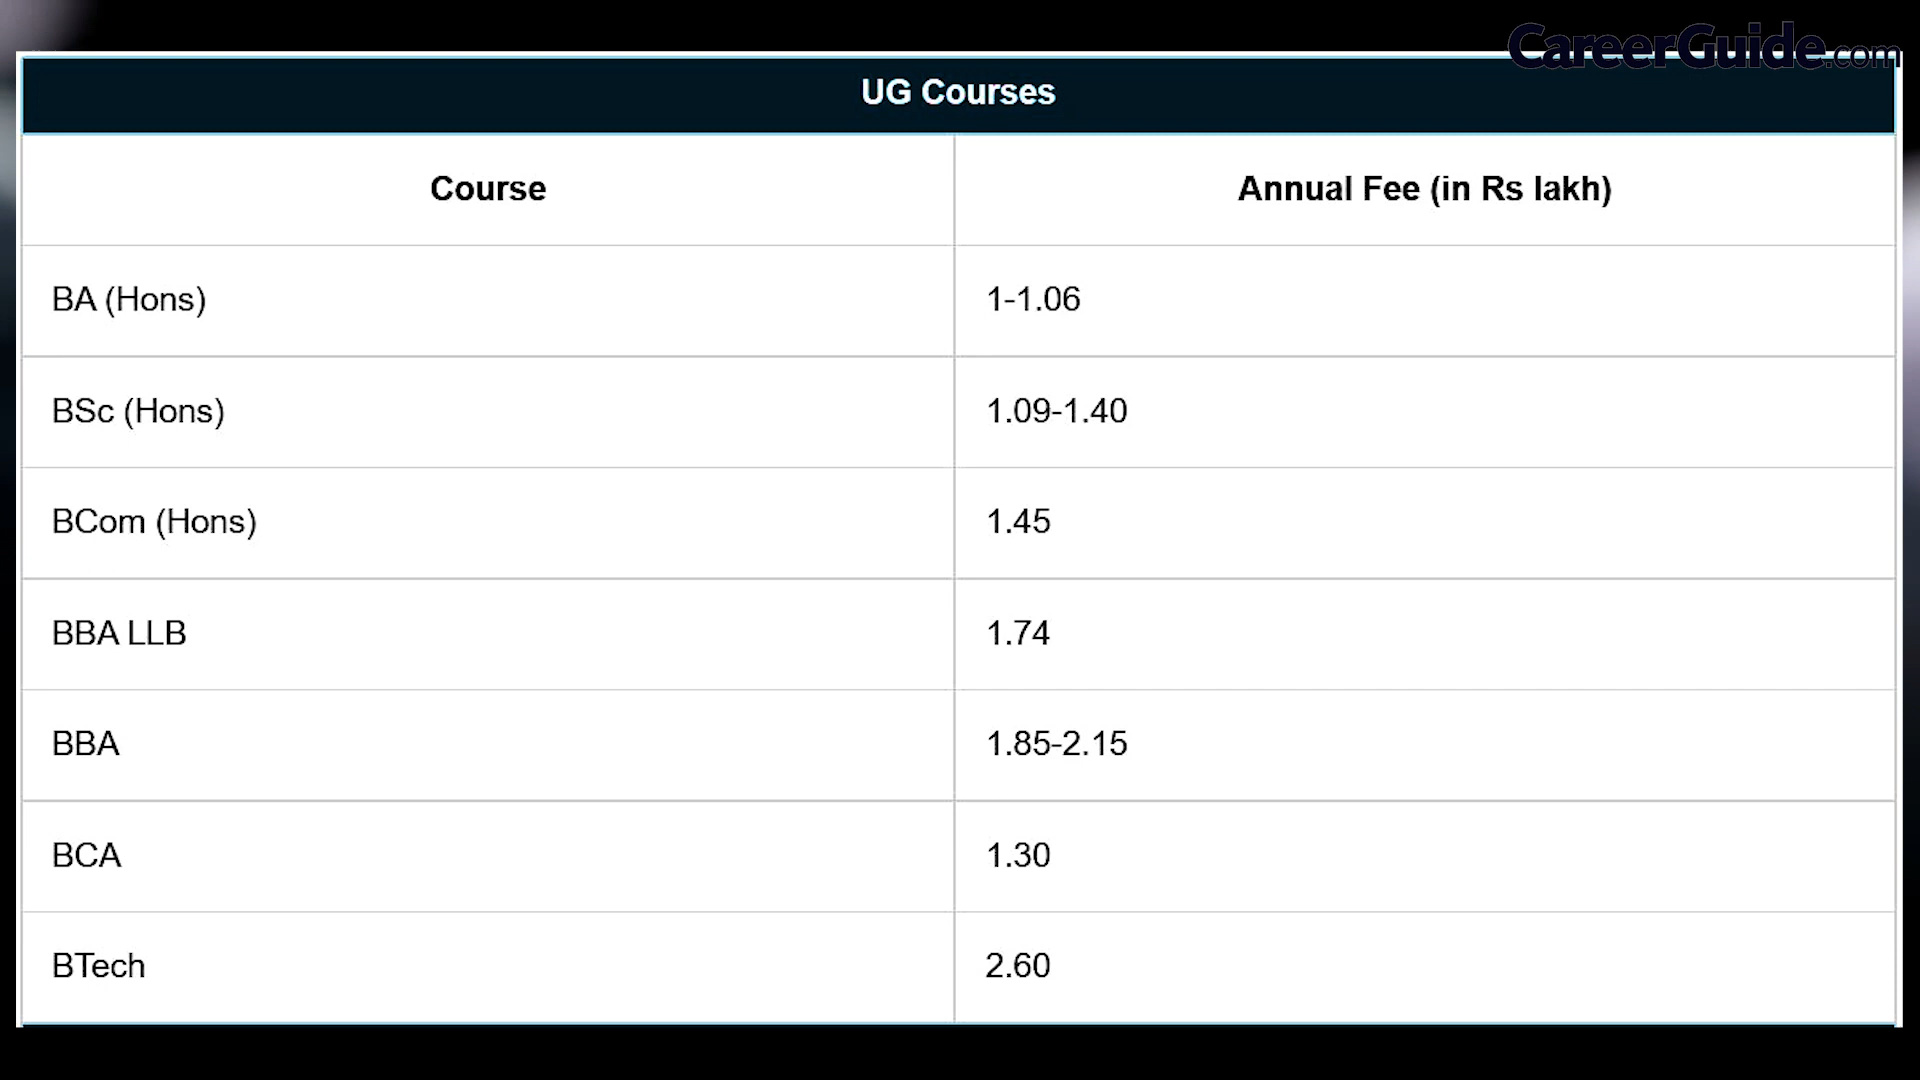 CareerGuide.com
UG Courses
Course Annual Fee (in Rs lakh)
BA (Hons) 1-1.06
BSc (Hons) 1.09-1.40
BCom (Hons) 1.45
BBA LLB 1.74
BBA 1.85-2.15
BCA 1.30
BTech 2.60